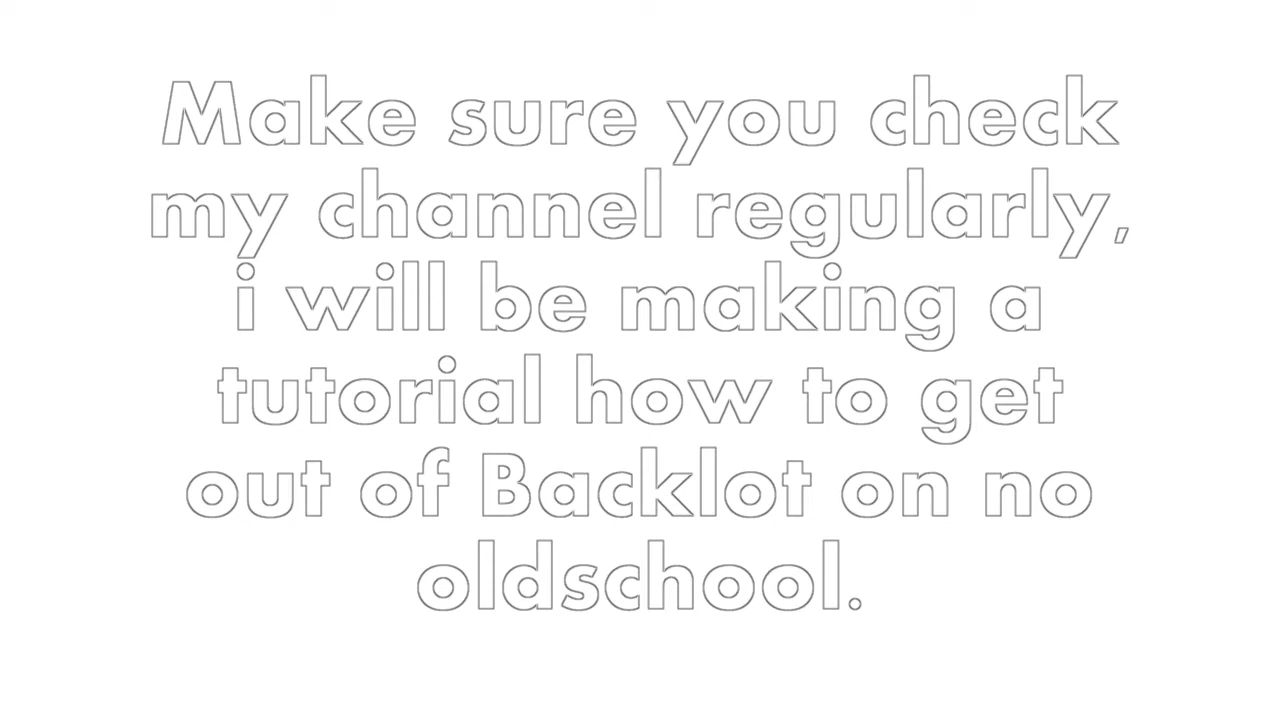 Make sure you check
my channel regularly,
i will be making a
tutorial how to get
out of Backlot on no
oldschool.